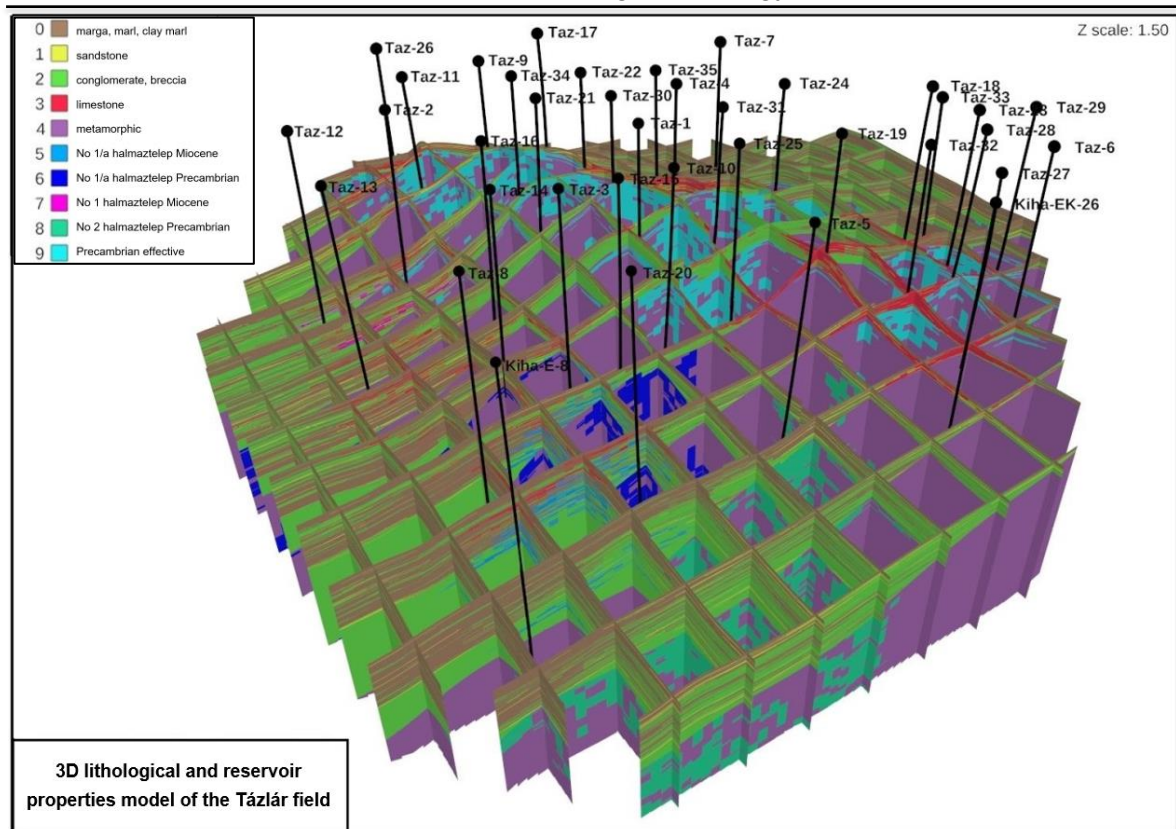 0 marga, marl, clay marl
1 sandstone
2 conglomerate, breccia
3 limestone
4 metamorphic
5 No 1/a halmaztelep Miocene
6 No 1/a halmaztelep Precambrian
7 No 1 halmaztelep Miocene
8 No 2 halmaztelep Precambrian
9 Precambrian effective
Z scale: 1.50
Taz-17
Taz-7
Taz-26
Taz-9
Taz-11
Taz-34
Taz-22
Taz-35
Taz-4
Taz-24
Taz-18
Taz-33
Taz-21
Taz-30
Taz-2
Taz-31
Taz-29
Taz-12
Taz-1
Taz-28
Taz-19
Taz-16
Taz-25
Taz-32
Taz-6
Taz-10
Taz-27
Taz-15
Taz-13
Taz-14
Taz-3
Kiha-EK-26
Taz-5
Taz-8
Taz-20
Kiha-E-8
3D lithological and reservoir
properties model of the Tázlár field